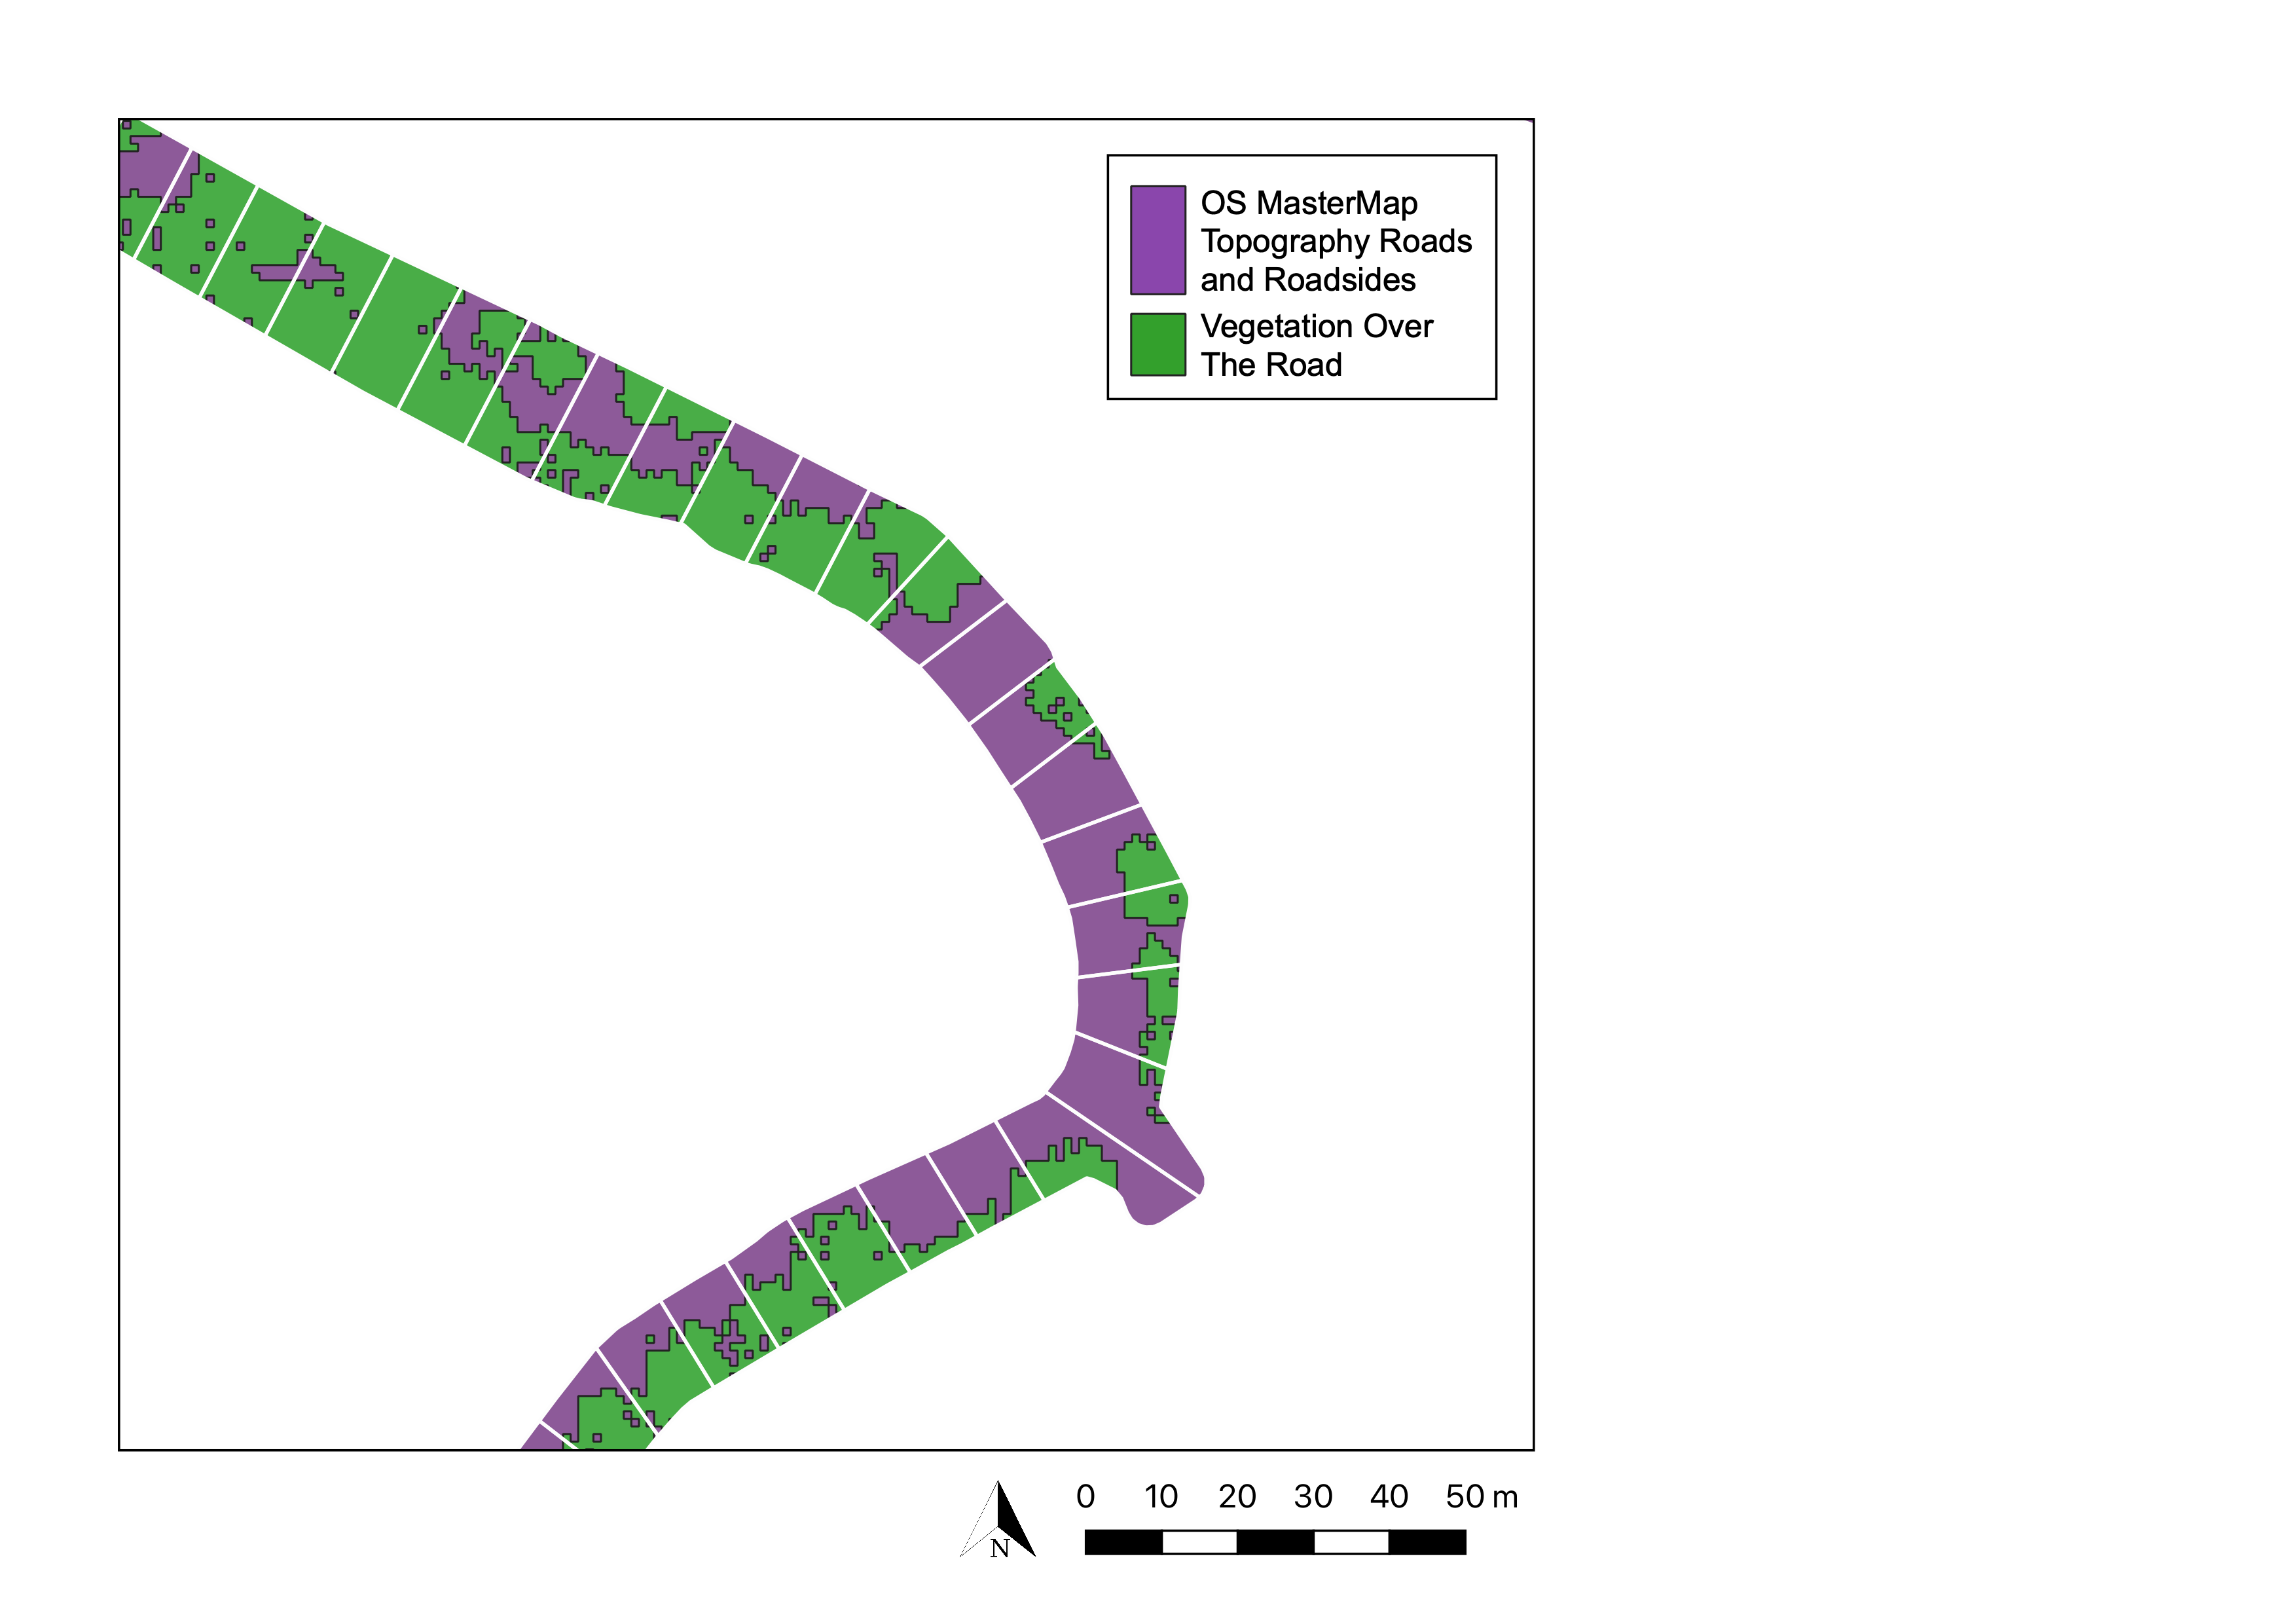 OS MasterMap
Topography Roads
and Roadsides
Vegetation Over
The Road
0 10 20 30 40 50 m
N